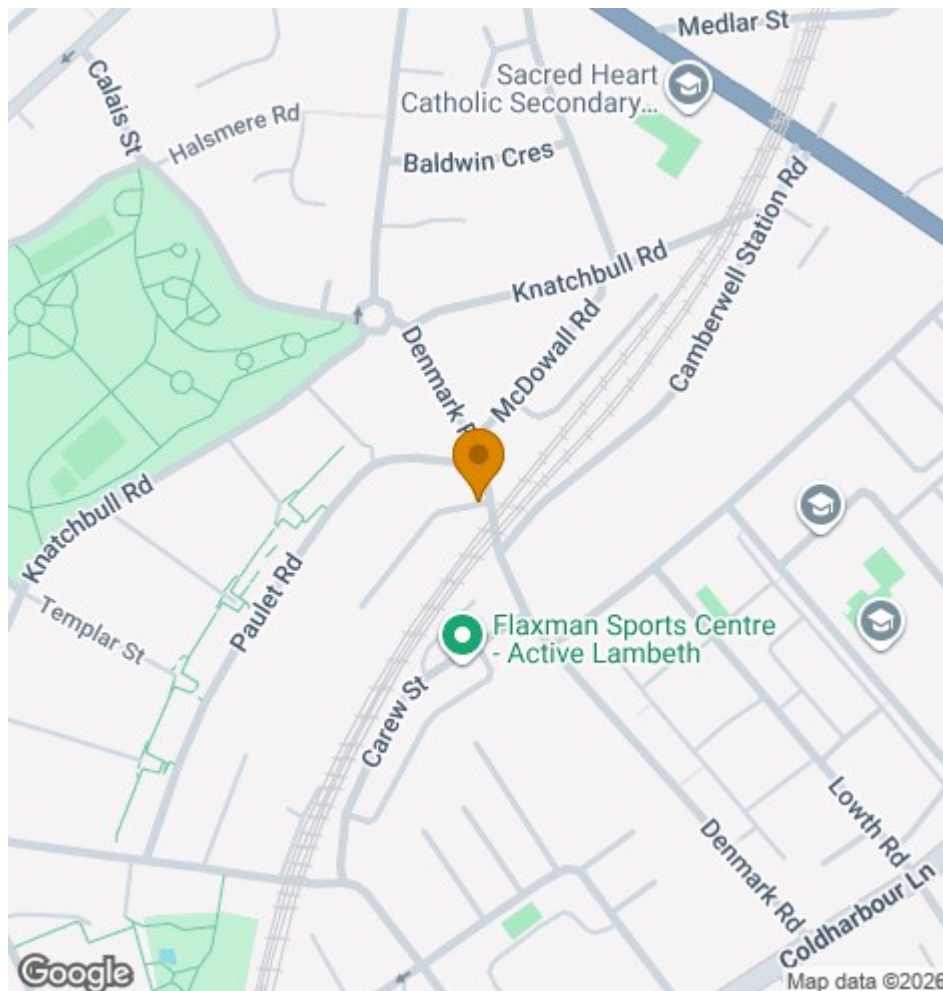 Medlar St
Calais St
Sacred Heart
Catholic Secondary...
Halsmere Rd
Baldwin Cres
Camberwell Station Rd
Knatchbull Rd
McDowall Rd
Denmark R
Knatchbull Rd
Paulet Rd
Templar St
Flaxman Sports Centre
- Active Lambeth
Carew St
Lowth Rd
Denmark Rd
Coldharbour Ln
Google
Map data ©2026